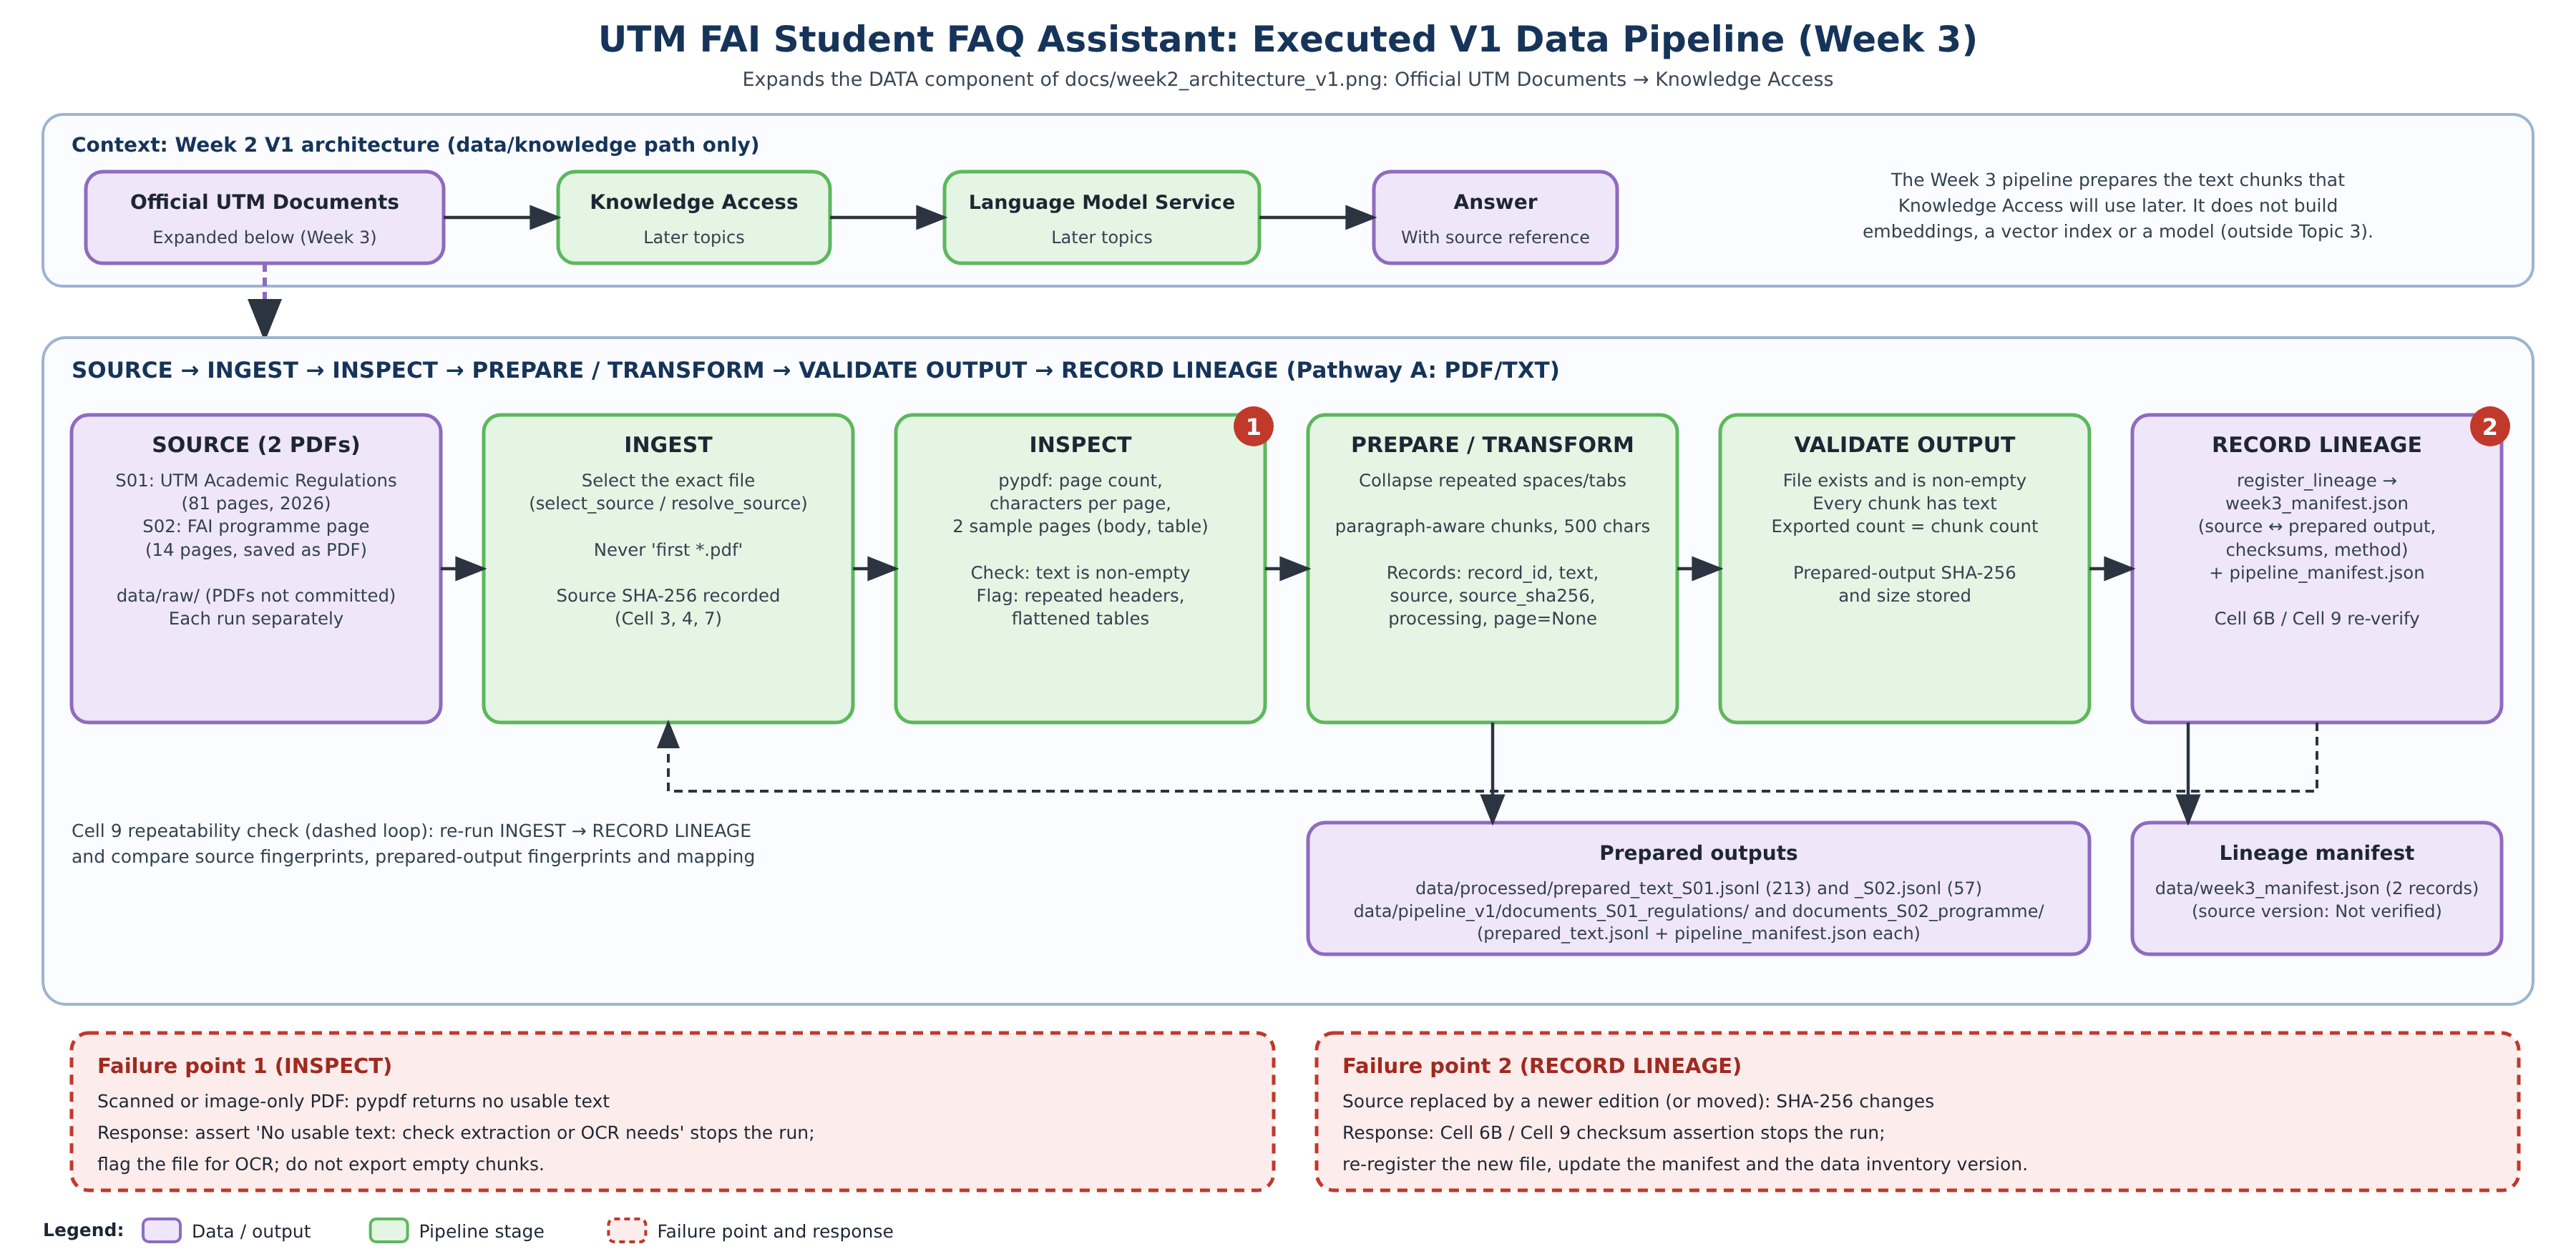 UTM FAI Student FAQ Assistant: Executed V1 Data Pipeline (Week 3)
Expands the DATA component of docs/week2_architecture_v1.png: Official UTM Documents → Knowledge Access
Context: Week 2 V1 architecture (data/knowledge path only)
Official UTM Documents
Expanded below (Week 3)
Knowledge Access
Later topics
Language Model Service
Later topics
Answer
With source reference
The Week 3 pipeline prepares the text chunks that
Knowledge Access will use later. It does not build
embeddings, a vector index or a model (outside Topic 3).
SOURCE → INGEST → INSPECT → PREPARE / TRANSFORM → VALIDATE OUTPUT → RECORD LINEAGE (Pathway A: PDF/TXT)
SOURCE (2 PDFs)
S01: UTM Academic Regulations
(81 pages, 2026)
S02: FAI programme page
(14 pages, saved as PDF)
data/raw/ (PDFs not committed)
Each run separately
INGEST
Select the exact file
(select_source / resolve_source)
Never 'first *.pdf'
Source SHA-256 recorded
(Cell 3, 4, 7)
1
INSPECT
pypdf: page count,
characters per page,
2 sample pages (body, table)
Check: text is non-empty
Flag: repeated headers,
flattened tables
PREPARE / TRANSFORM
Collapse repeated spaces/tabs
paragraph-aware chunks, 500 chars
Records: record_id, text,
source, source_sha256,
processing, page=None
VALIDATE OUTPUT
File exists and is non-empty
Every chunk has text
Exported count = chunk count
Prepared-output SHA-256
and size stored
2
RECORD LINEAGE
register_lineage →
week3_manifest.json
(source ↔ prepared output,
checksums, method)
+ pipeline_manifest.json
Cell 6B / Cell 9 re-verify
Cell 9 repeatability check (dashed loop): re-run INGEST → RECORD LINEAGE
and compare source fingerprints, prepared-output fingerprints and mapping
Prepared outputs
data/processed/prepared_text_S01.jsonl (213) and _S02.jsonl (57)
data/pipeline_v1/documents_S01_regulations/ and documents_S02_programme/
(prepared_text.jsonl + pipeline_manifest.json each)
Lineage manifest
data/week3_manifest.json (2 records)
(source version: Not verified)
Failure point 1 (INSPECT)
Scanned or image-only PDF: pypdf returns no usable text
Response: assert 'No usable text: check extraction or OCR needs' stops the run;
flag the file for OCR; do not export empty chunks.
Failure point 2 (RECORD LINEAGE)
Source replaced by a newer edition (or moved): SHA-256 changes
Response: Cell 6B / Cell 9 checksum assertion stops the run;
re-register the new file, update the manifest and the data inventory version.
Legend:
Data / output
Pipeline stage
Failure point and response